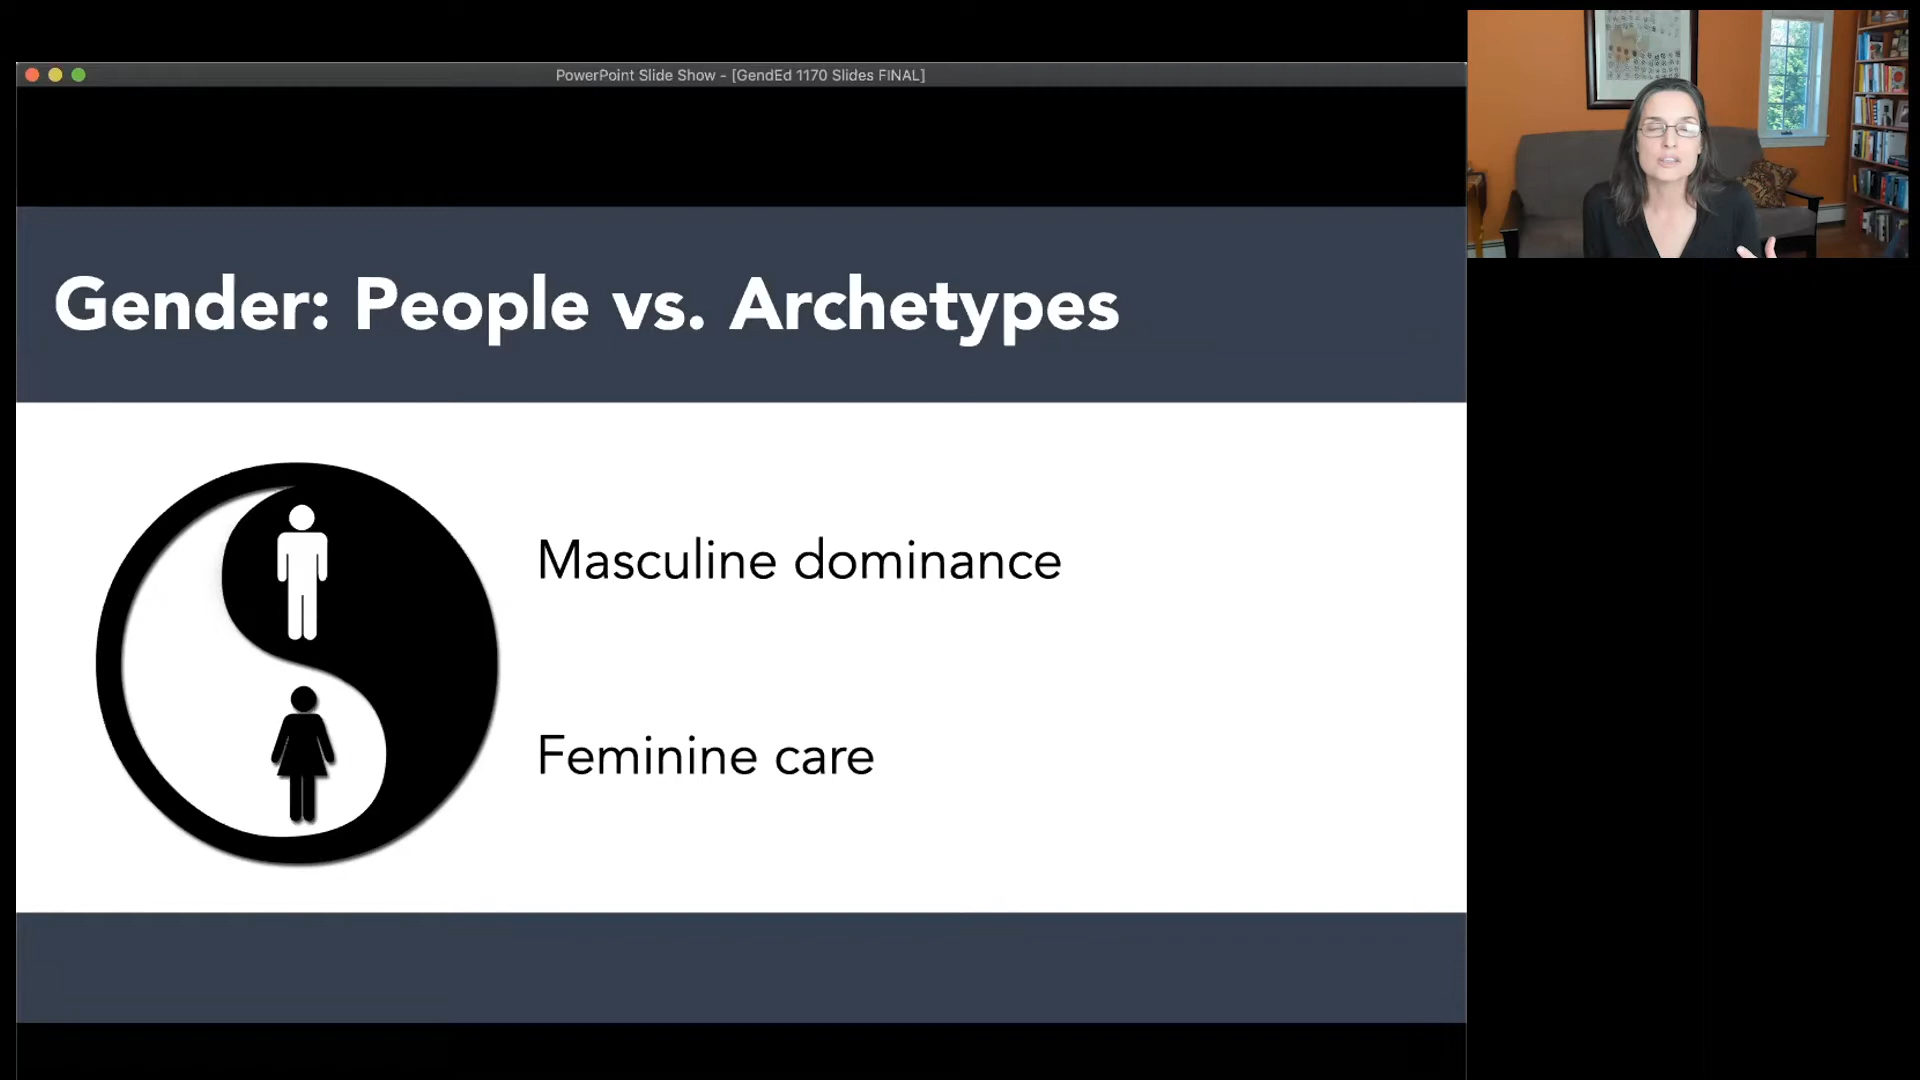 PowerPoint Slide Show - [GendEd 1170 Slides FINAL]
Gender: People vs. Archetypes
Masculine dominance
Feminine care